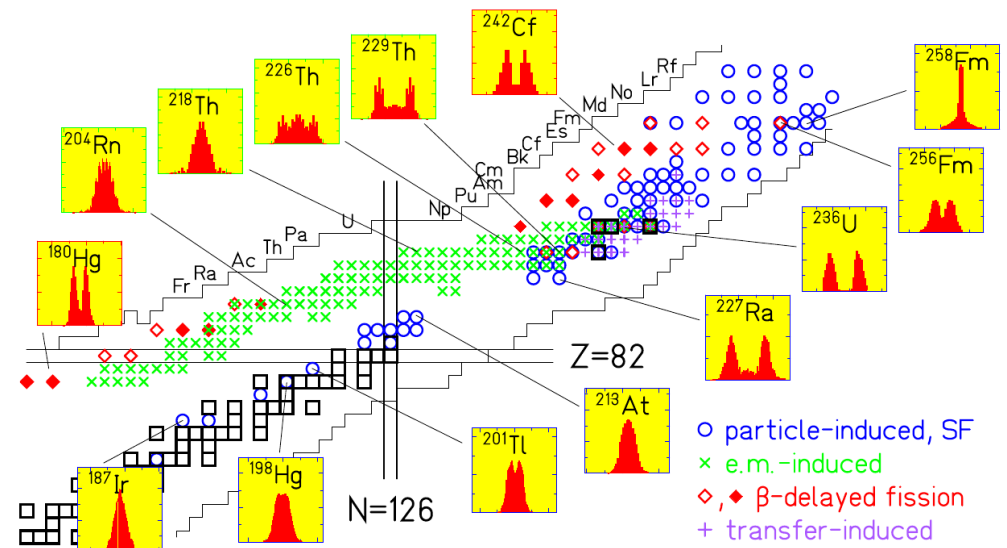 ²⁴²Cf
²⁵⁸Fm
²²⁹Th
²²⁶Th
²¹⁸Th
²⁰⁴Rn
¹⁸⁰Hg
Rf
Lr
No
Md
Fm
Es
Cf
Bk
Cm
Am
Pu
Np
U
Pa
Th
Ac
Ra
Fr
²⁵⁶Fm
²³⁶U
²²⁷Ra
Z=82
²¹³At
²⁰¹Tl
¹⁹⁸Hg
¹⁸⁷Ir
N=126
particle-induced, SF
e.m.-induced
, β-delayed fission
transfer-induced